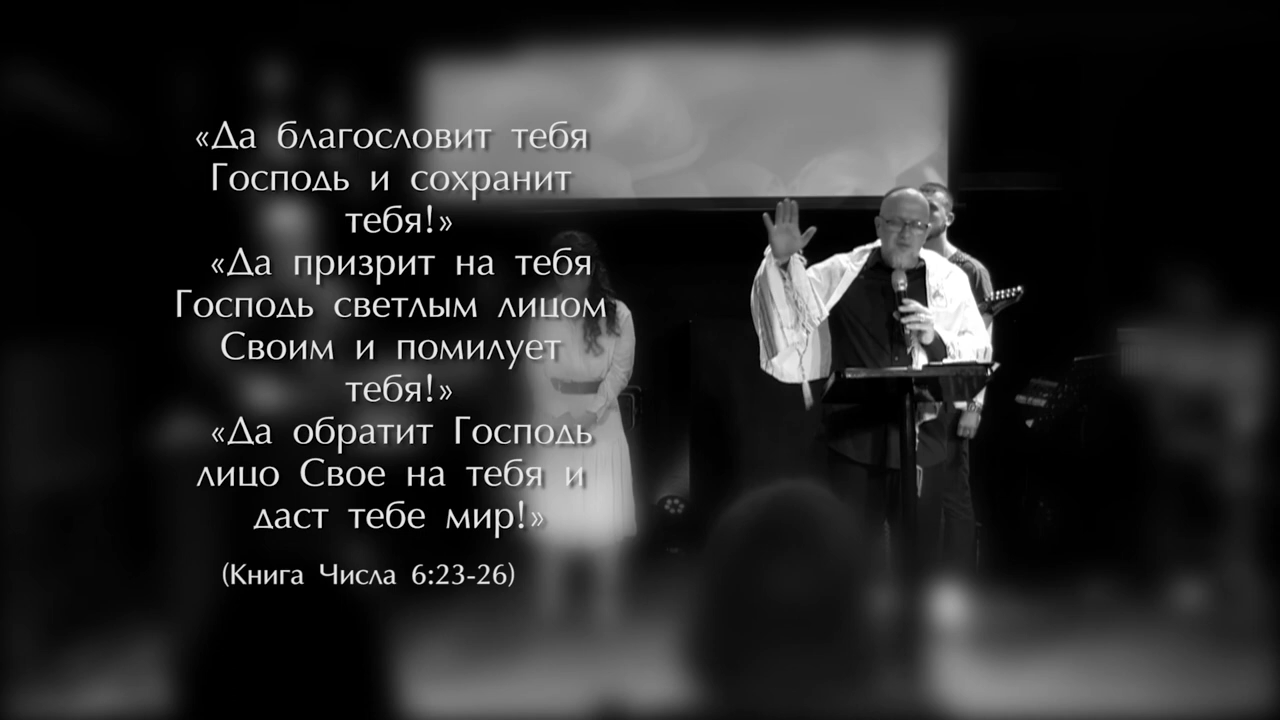 «Да благословит тебя
Господь и сохранит
тебя!»
«Да призрит на тебя
Господь светлым лицом
Своим и помилует
тебя!»
«Да обратит Господь
лицо Свое на тебя и
даст тебе мир!»
(Книга Числа 6:23-26)